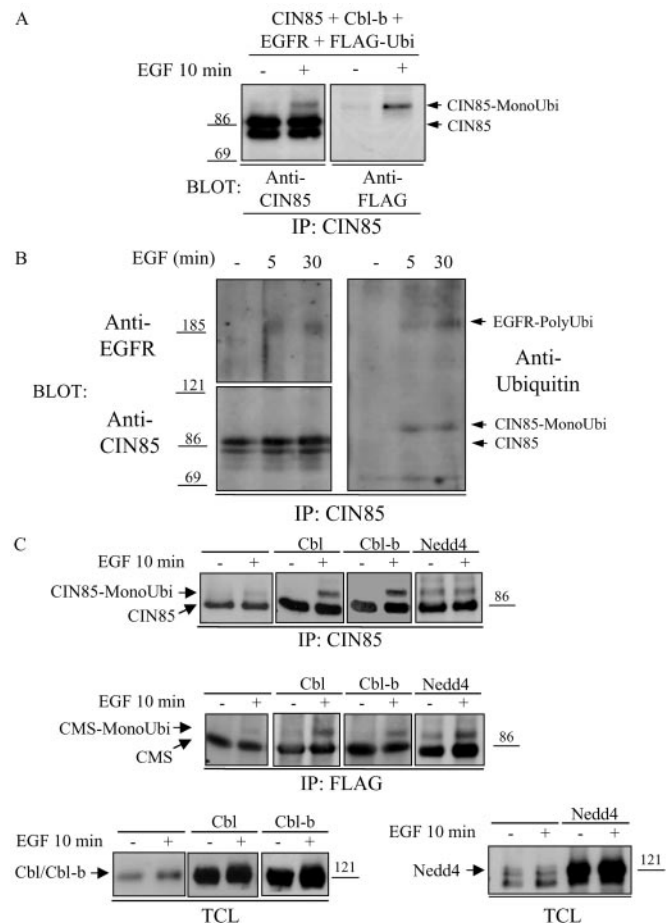 A
CIN85 + Cbl-b +
EGFR + FLAG-Ubi
EGF 10 min - + - +
CIN85-MonoUbi
86
CIN85
69
BLOT:
Anti-
CIN85
Anti-
FLAG
IP: CIN85
B
EGF (min) - 5 30 - 5 30
Anti-
EGFR
185
EGFR-PolyUbi
Anti-
Ubiquitin
BLOT:
121
Anti-
CIN85
CIN85-MonoUbi
86
CIN85
69
IP: CIN85
C
Cbl Cbl-b Nedd4
EGF 10 min - + - + - + - +
CIN85-MonoUbi
CIN85
86
IP: CIN85
Cbl Cbl-b Nedd4
EGF 10 min - + - + - + - +
CMS-MonoUbi
CMS
86
IP: FLAG
Cbl Cbl-b
EGF 10 min - + - + - +
Cbl/Cbl-b
121
TCL
Nedd4
EGF 10 min - + - +
Nedd4
121
TCL